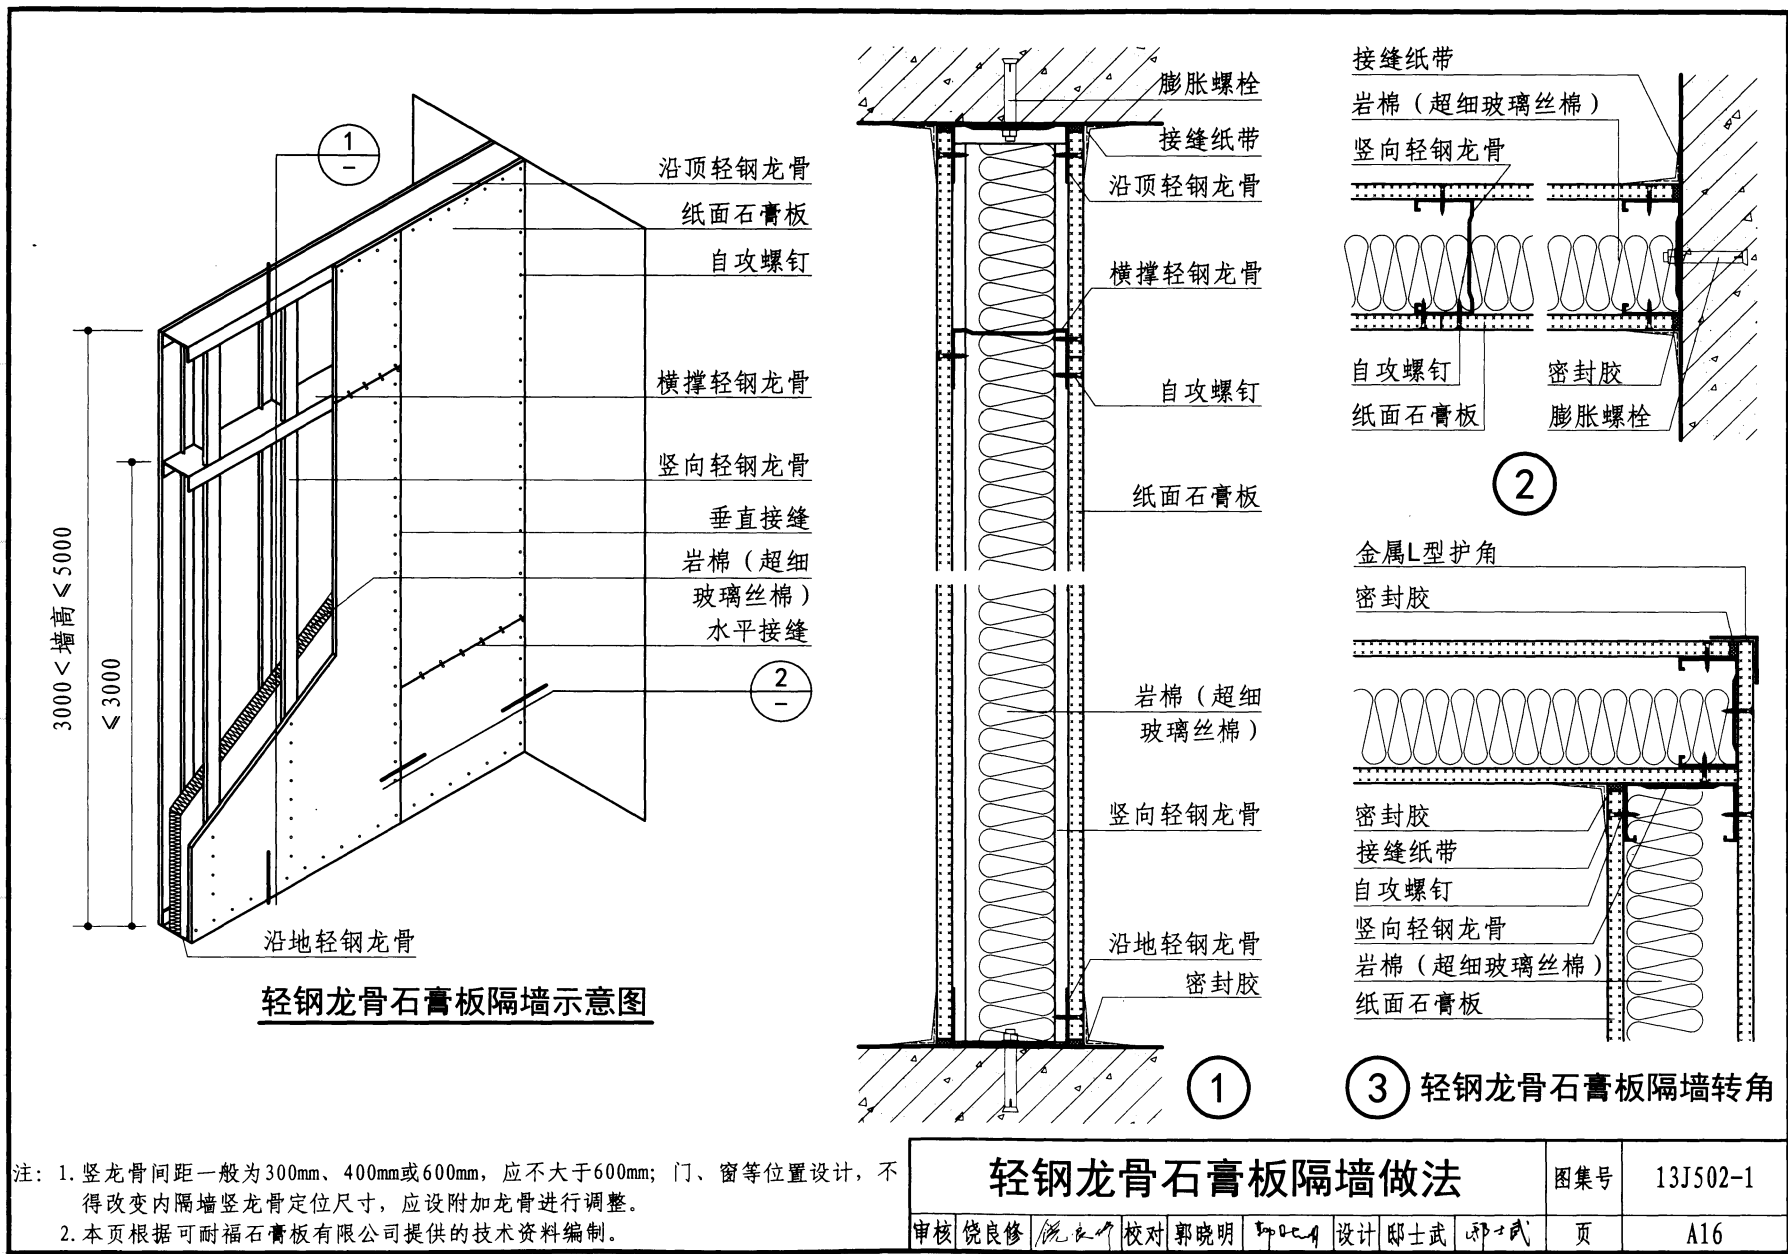 1
-
沿顶轻钢龙骨
纸面石膏板
自攻螺钉
横撑轻钢龙骨
竖向轻钢龙骨
垂直接缝
岩棉（超细
玻璃丝棉）
水平接缝
2
-
3000<墙高≤5000
≤3000
沿地轻钢龙骨
轻钢龙骨石膏板隔墙示意图
膨胀螺栓
接缝纸带
沿顶轻钢龙骨
横撑轻钢龙骨
自攻螺钉
纸面石膏板
岩棉（超细
玻璃丝棉）
竖向轻钢龙骨
沿地轻钢龙骨
密封胶
1
接缝纸带
岩棉（超细玻璃丝棉）
竖向轻钢龙骨
自攻螺钉
纸面石膏板
密封胶
膨胀螺栓
2
金属L型护角
密封胶
密封胶
接缝纸带
自攻螺钉
竖向轻钢龙骨
岩棉（超细玻璃丝棉）
纸面石膏板
3 轻钢龙骨石膏板隔墙转角
注：1.竖龙骨间距一般为300mm、400mm或600mm，应不大于600mm；门、窗等位置设计，不
得改变内隔墙竖龙骨定位尺寸，应设附加龙骨进行调整。
2.本页根据可耐福石膏板有限公司提供的技术资料编制。
轻钢龙骨石膏板隔墙做法 图集号 13J502-1
审核 饶良修 饶良修 校对 郭晓明 设计 邸士武 邸士武 页 A16